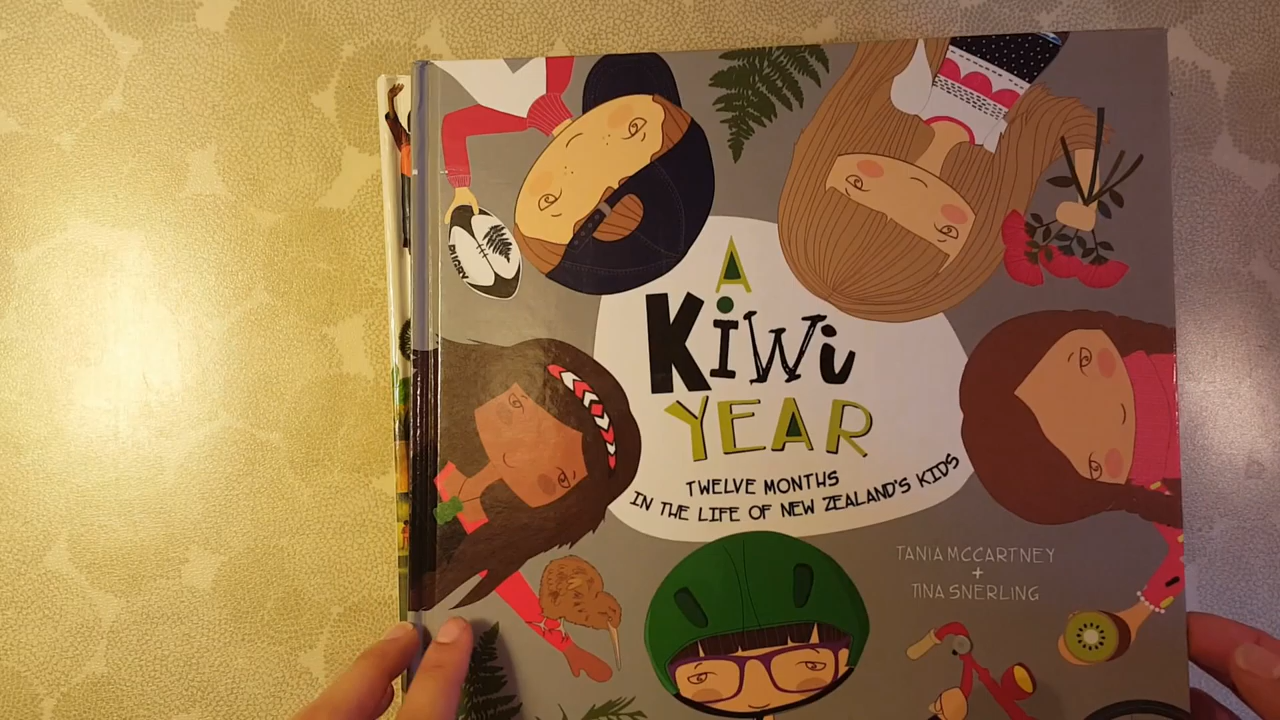 RUGBY
A
KiWi
YEAR
TWELVE MONTHS
IN THE LIFE OF NEW ZEALAND'S KIDS
TANIA MCCARTNEY
+
TINA SNERLING